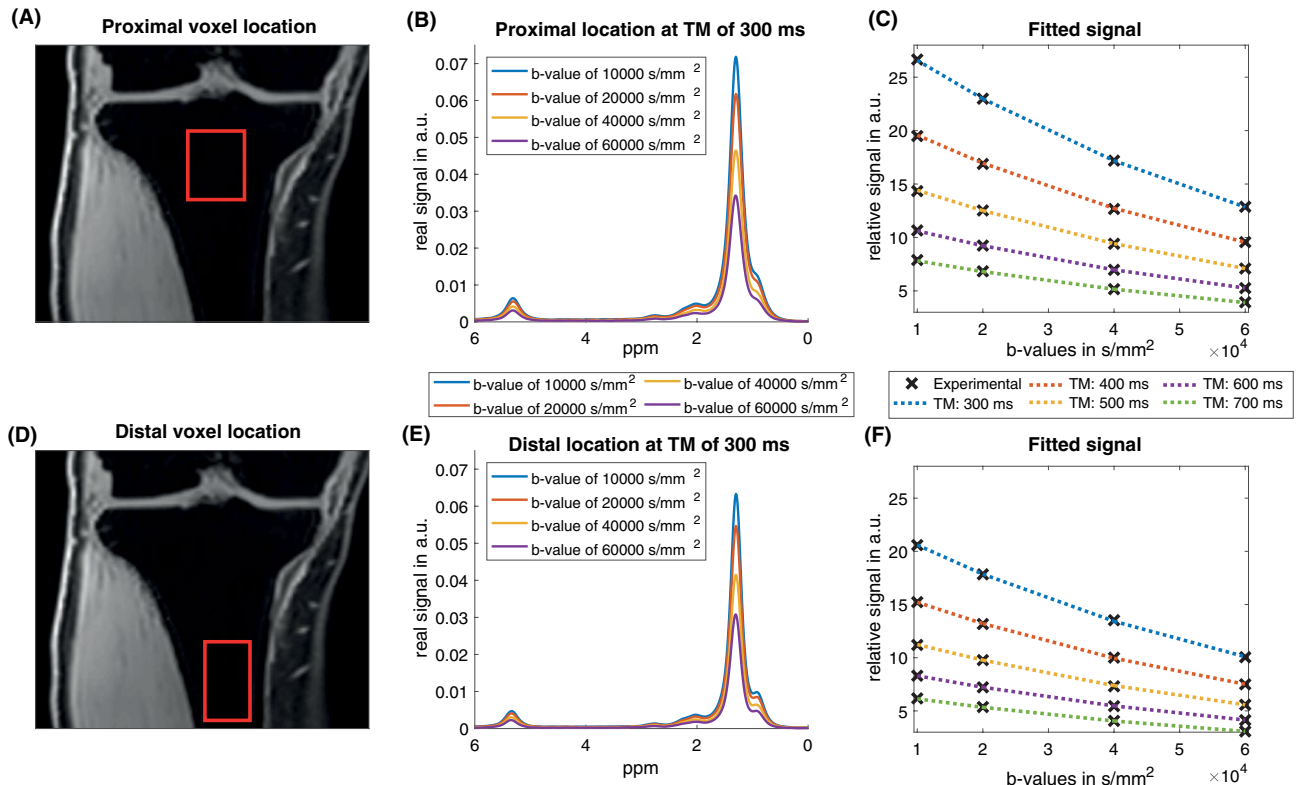 (A)
Proximal voxel location
(B)
Proximal location at TM of 300 ms
real signal in a.u.
0.07
0.06
0.05
0.04
0.03
0.02
0.01
0
b-value of 10000 s/mm 2
b-value of 20000 s/mm 2
b-value of 40000 s/mm 2
b-value of 60000 s/mm 2
6 4 2 0
ppm
(C)
Fitted signal
relative signal in a.u.
25
20
15
10
5
1 2 3 4 5 6
b-values in s/mm2
×10 4
b-value of 10000 s/mm2 b-value of 40000 s/mm2
b-value of 20000 s/mm2 b-value of 60000 s/mm2
Experimental TM: 400 ms TM: 600 ms
TM: 300 ms TM: 500 ms TM: 700 ms
(D)
Distal voxel location
(E)
Distal location at TM of 300 ms
real signal in a.u.
0.07
0.06
0.05
0.04
0.03
0.02
0.01
0
b-value of 10000 s/mm 2
b-value of 20000 s/mm 2
b-value of 40000 s/mm 2
b-value of 60000 s/mm 2
6 4 2 0
ppm
(F)
Fitted signal
relative signal in a.u.
25
20
15
10
5
1 2 3 4 5 6
b-values in s/mm2
×10 4